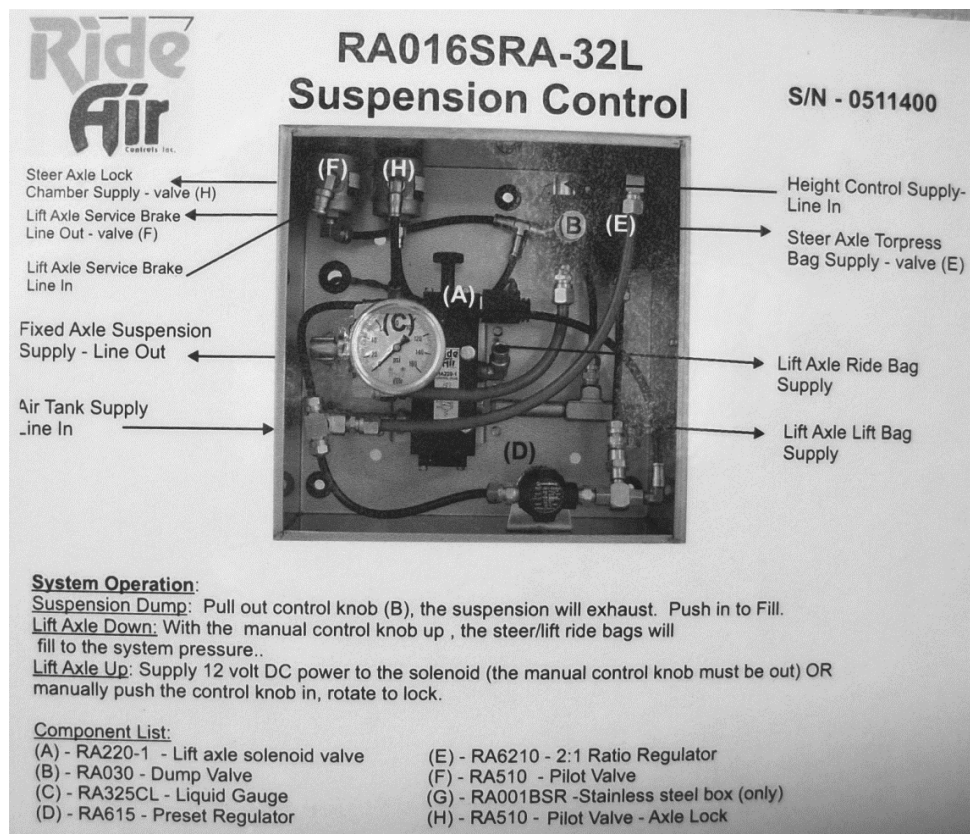 Ride
Air
Controls Inc.
RA016SRA-32L
Suspension Control
S/N - 0511400
Steer Axle Lock
Chamber Supply - valve (H)
Lift Axle Service Brake
Line Out - valve (F)
Lift Axle Service Brake
Line In
Fixed Axle Suspension
Supply - Line Out
Air Tank Supply
Line In
(F)
(H)
(B)
(E)
(A)
(C)
(D)
Height Control Supply-
Line In
Steer Axle Torpress
Bag Supply - valve (E)
Lift Axle Ride Bag
Supply
Lift Axle Lift Bag
Supply
System Operation:
Suspension Dump: Pull out control knob (B), the suspension will exhaust. Push in to Fill.
Lift Axle Down: With the manual control knob up , the steer/lift ride bags will
fill to the system pressure..
Lift Axle Up: Supply 12 volt DC power to the solenoid (the manual control knob must be out) OR
manually push the control knob in, rotate to lock.
Component List:
(A) - RA220-1 - Lift axle solenoid valve
(B) - RA030 - Dump Valve
(C) - RA325CL - Liquid Gauge
(D) - RA615 - Preset Regulator
(E) - RA6210 - 2:1 Ratio Regulator
(F) - RA510 - Pilot Valve
(G) - RA001BSR -Stainless steel box (only)
(H) - RA510 - Pilot Valve - Axle Lock